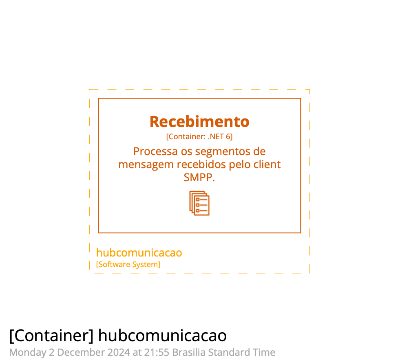 Recebimento
[Container: .NET 6]
Processa os segmentos de
mensagem recebidos pelo client
SMPP.
hubcomunicacao
[Software System]
[Container] hubcomunicacao
Monday 2 December 2024 at 21:55 Brasilia Standard Time